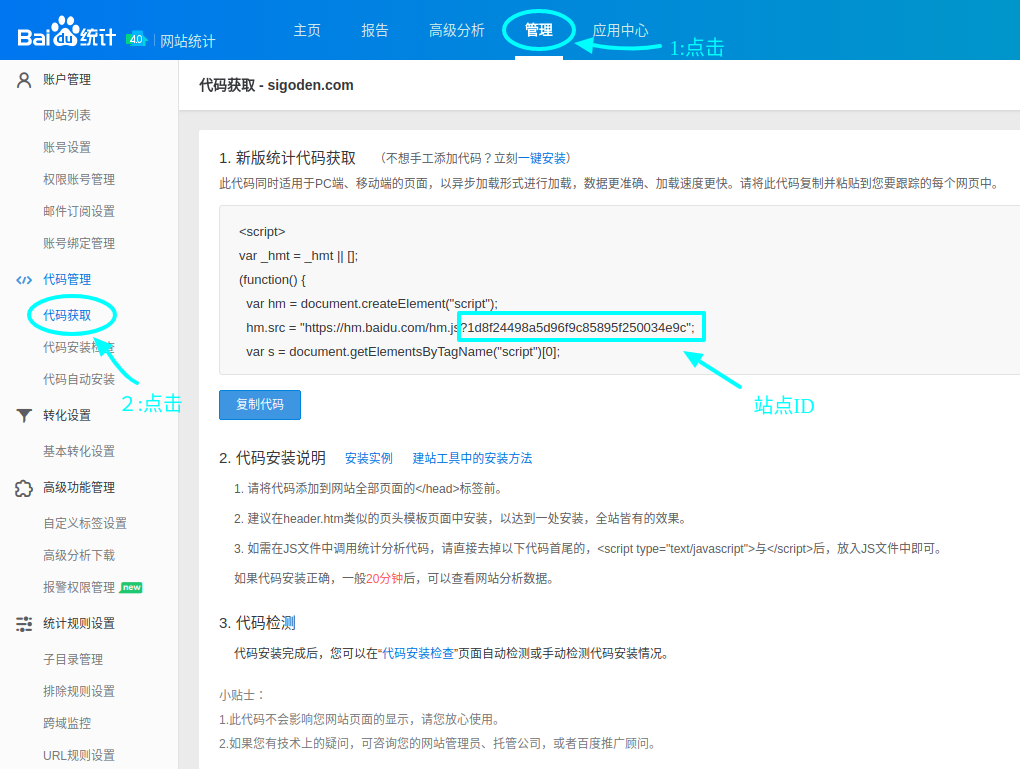 Bai du 统计 4.0 网站统计
主页 报告 高级分析 管理 应用中心
1:点击
账户管理
网站列表
账号设置
权限账号管理
邮件订阅设置
账号绑定管理
代码管理
代码获取
代码安装检查
代码自动安装
2:点击
转化设置
基本转化设置
高级功能管理
自定义标签设置
高级分析下载
报警权限管理 new
统计规则设置
子目录管理
排除规则设置
跨域监控
URL规则设置
代码获取 - sigoden.com
1. 新版统计代码获取 （不想手工添加代码？立刻一键安装）
此代码同时适用于PC端、移动端的页面，以异步加载形式进行加载，数据更准确、加载速度更快。请将此代码复制并粘贴到您要跟踪的每个网页中。
<script>
var _hmt = _hmt || [];
(function() {
var hm = document.createElement("script");
hm.src = "https://hm.baidu.com/hm.js?1d8f24498a5d96f9c85895f250034e9c";
var s = document.getElementsByTagName("script")[0];
站点ID
复制代码
2. 代码安装说明 安装实例 建站工具中的安装方法
1. 请将代码添加到网站全部页面的</head>标签前。
2. 建议在header.htm类似的页头模板页面中安装，以达到一处安装，全站皆有的效果。
3. 如需在JS文件中调用统计分析代码，请直接去掉以下代码首尾的，<script type="text/javascript">与</script>后，放入JS文件中即可。
如果代码安装正确，一般20分钟后，可以查看网站分析数据。
3. 代码检测
代码安装完成后，您可以在“代码安装检查”页面自动检测或手动检测代码安装情况。
小贴士：
1.此代码不会影响您网站页面的显示，请您放心使用。
2.如果您有技术上的疑问，可咨询您的网站管理员、托管公司，或者百度推广顾问。